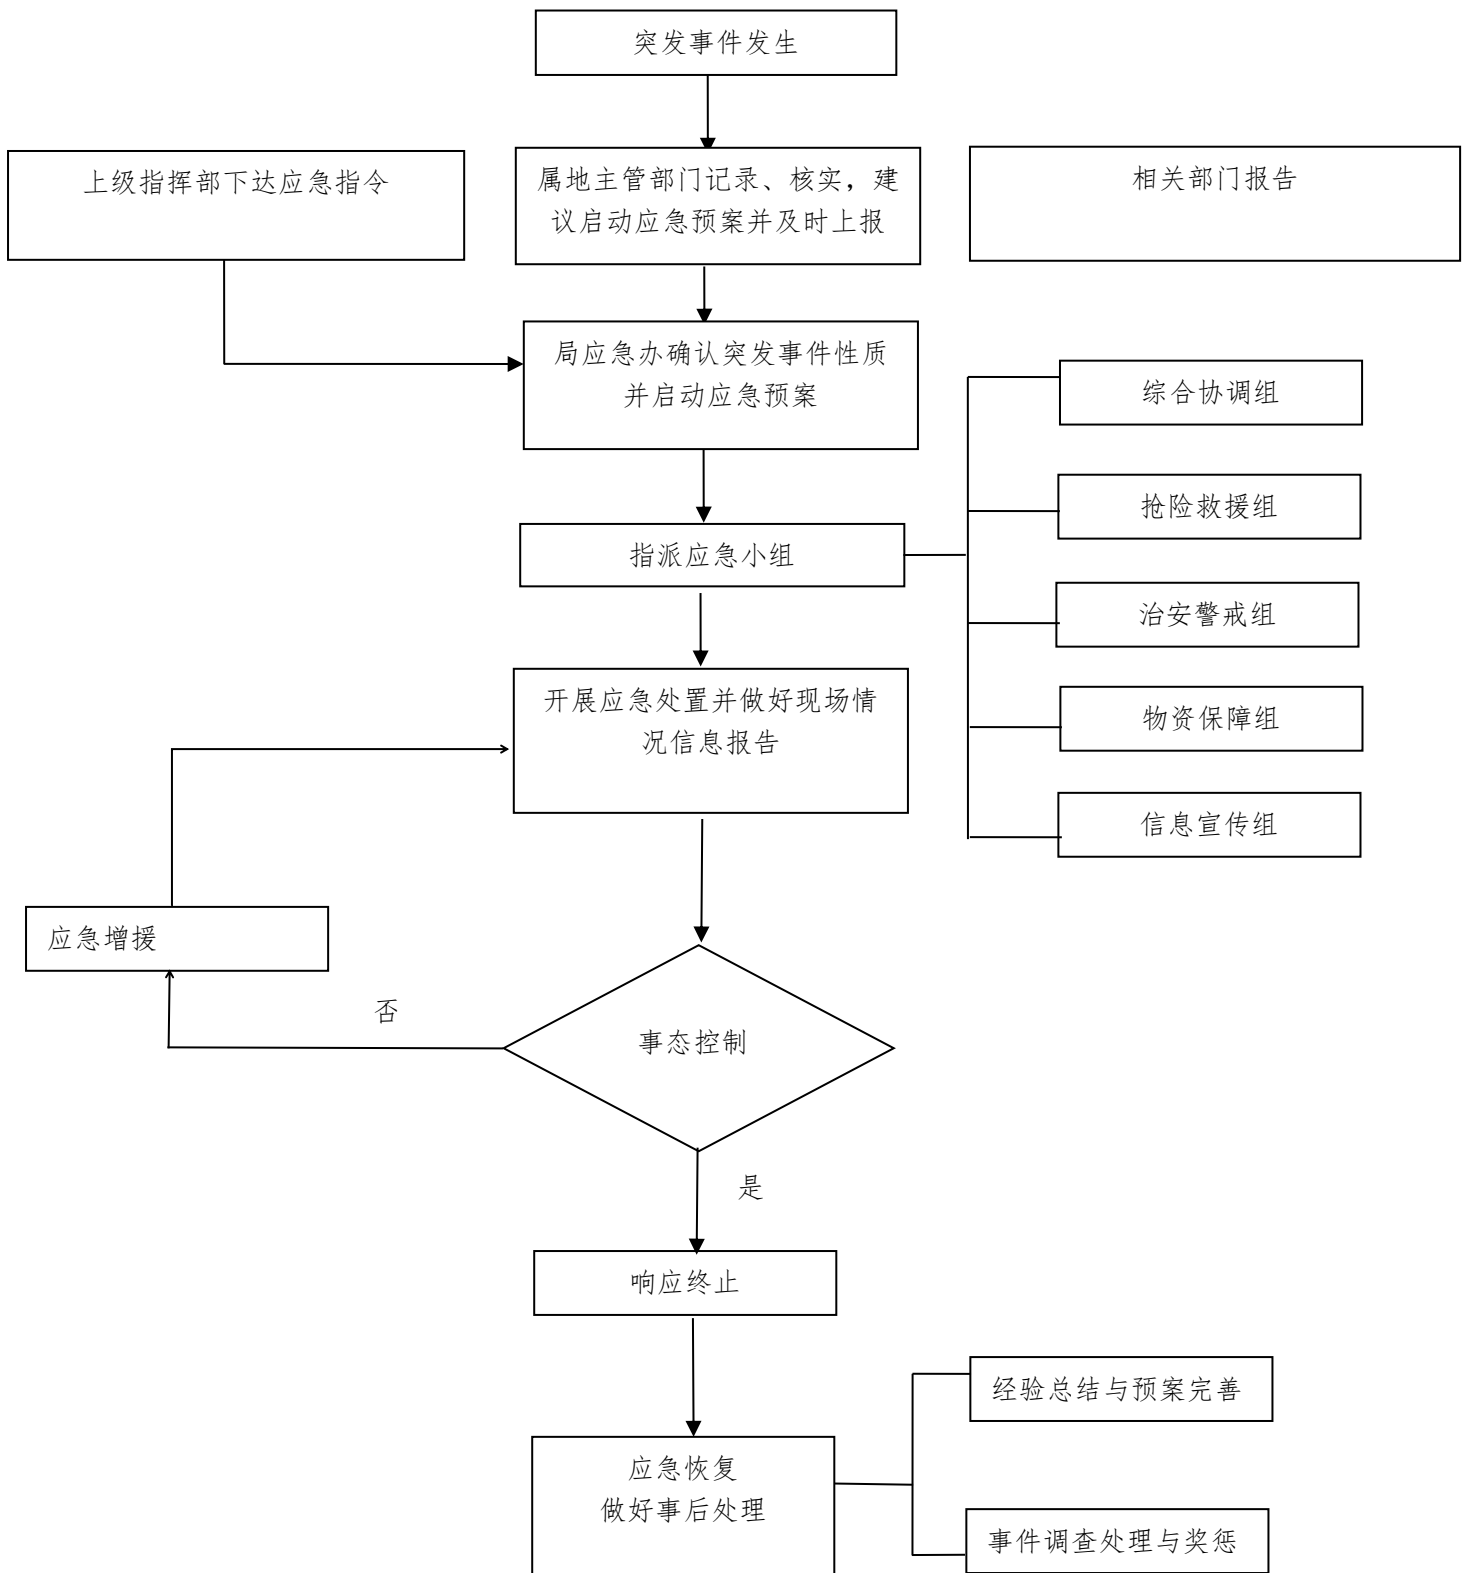 突发事件发生
上级指挥部下达应急指令
属地主管部门记录、核实，建
议启动应急预案并及时上报
相关部门报告
局应急办确认突发事件性质
并启动应急预案
综合协调组
抢险救援组
指派应急小组
治安警戒组
开展应急处置并做好现场情
况信息报告
物资保障组
信息宣传组
应急增援
否
事态控制
是
响应终止
经验总结与预案完善
应急恢复
做好事后处理
事件调查处理与奖惩